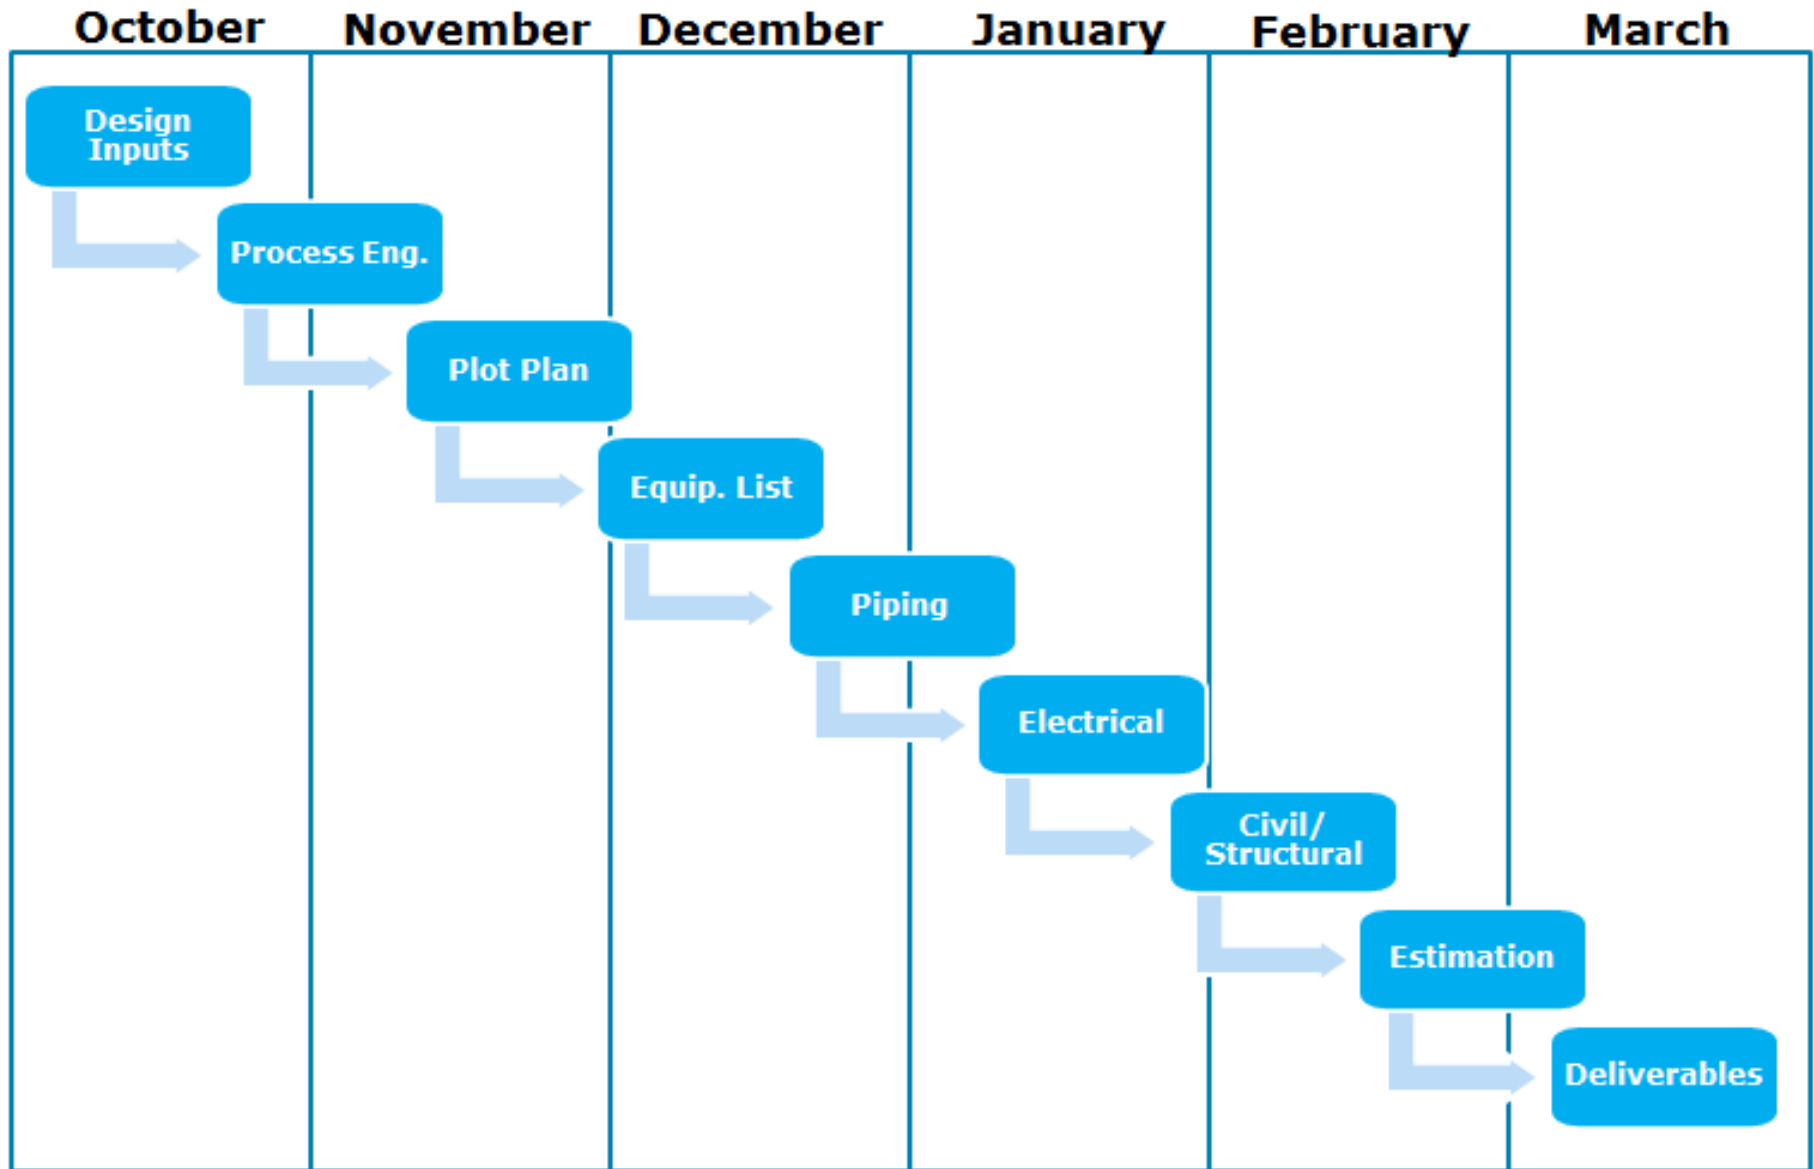 October November December January February March
Design
Inputs
Process Eng.
Plot Plan
Equip. List
Piping
Electrical
Civil/
Structural
Estimation
Deliverables